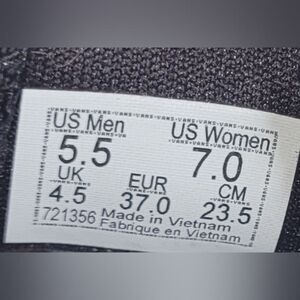 US Men US Women
5.5 7.0
UK EUR CM
4.5 37.0 23.5
721356 Made in Vietnam
Fabrique en Vietnam